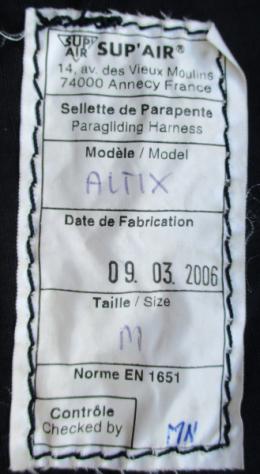 SUP' AIR SUP'AIR®
14, av. des Vieux Moulins
74000 Annecy France
Sellette de Parapente
Paragliding Harness
Modèle / Model
ALTIX
Date de Fabrication
09. 03. 2006
Taille / Size
M
Norme EN 1651
Contrôle
Checked by MN